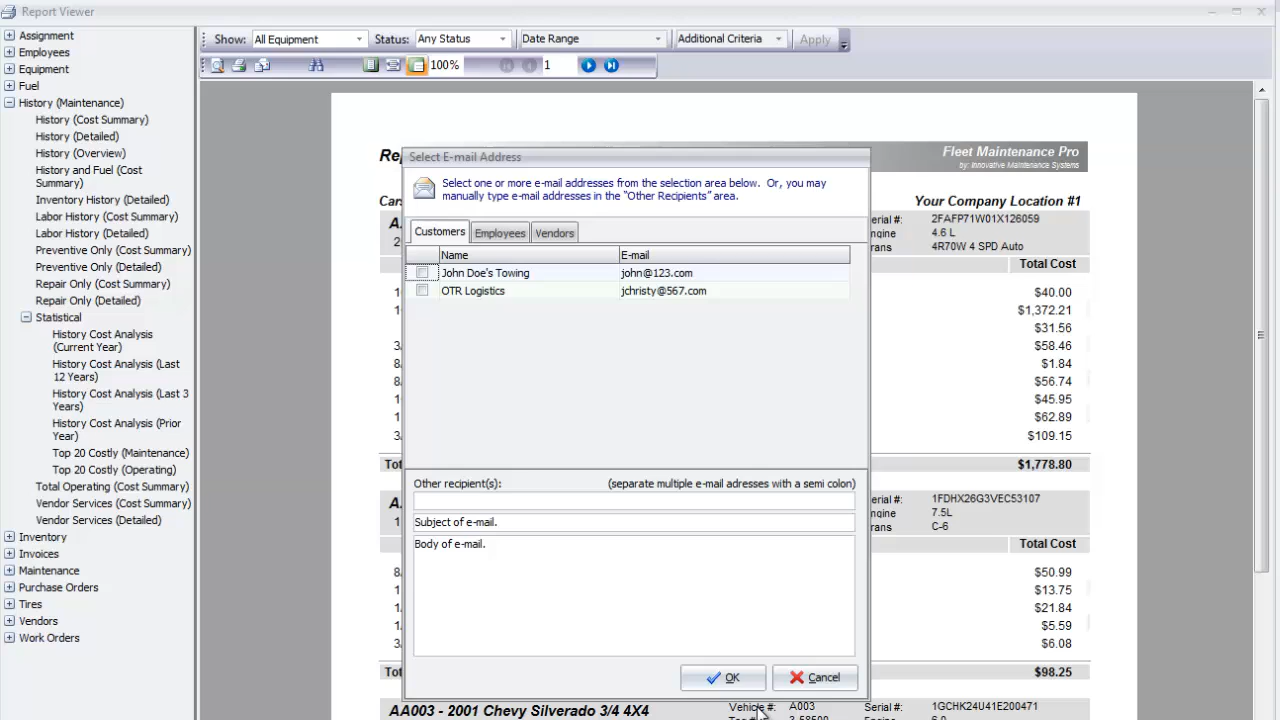 Report Viewer
Assignment
Employees
Equipment
Fuel
History (Maintenance)
History (Cost Summary)
History (Detailed)
History (Overview)
History and Fuel (Cost
Summary)
Inventory History (Detailed)
Labor History (Cost Summary)
Labor History (Detailed)
Preventive Only (Cost Summary)
Preventive Only (Detailed)
Repair Only (Cost Summary)
Repair Only (Detailed)
Statistical
History Cost Analysis
(Current Year)
History Cost Analysis (Last
12 Years)
History Cost Analysis (Last 3
Years)
History Cost Analysis (Prior
Year)
Top 20 Costly (Maintenance)
Top 20 Costly (Operating)
Total Operating (Cost Summary)
Vendor Services (Cost Summary)
Vendor Services (Detailed)
Inventory
Invoices
Maintenance
Purchase Orders
Tires
Vendors
Work Orders
Show: All Equipment Status: Any Status Date Range Additional Criteria Apply
100% 1
Fleet Maintenance Pro
by: Innovative Maintenance Systems
Your Company Location #1
Select E-mail Address
Select one or more e-mail addresses from the selection area below. Or, you may
manually type e-mail addresses in the "Other Recipients" area.
Customers Employees Vendors
Name E-mail
John Doe's Towing john@123.com
OTR Logistics jchristy@567.com
Other recipient(s): (separate multiple e-mail adresses with a semi colon)
Subject of e-mail.
Body of e-mail.
OK Cancel
erial #: 2FAFP71W01X126059
ngine 4.6 L
rans 4R70W 4 SPD Auto
Total Cost
$40.00
$1,372.21
$31.56
$58.46
$1.84
$56.74
$45.95
$62.89
$109.15
Tot $1,778.80
erial #: 1FDHX26G3VEC53107
ngine 7.5L
rans C-6
Total Cost
$50.99
$13.75
$21.84
$5.59
$6.08
Tot $98.25
AA003 - 2001 Chevy Silverado 3/4 4X4 Vehicle #: A003 Serial #: 1GCHK24U41E200471